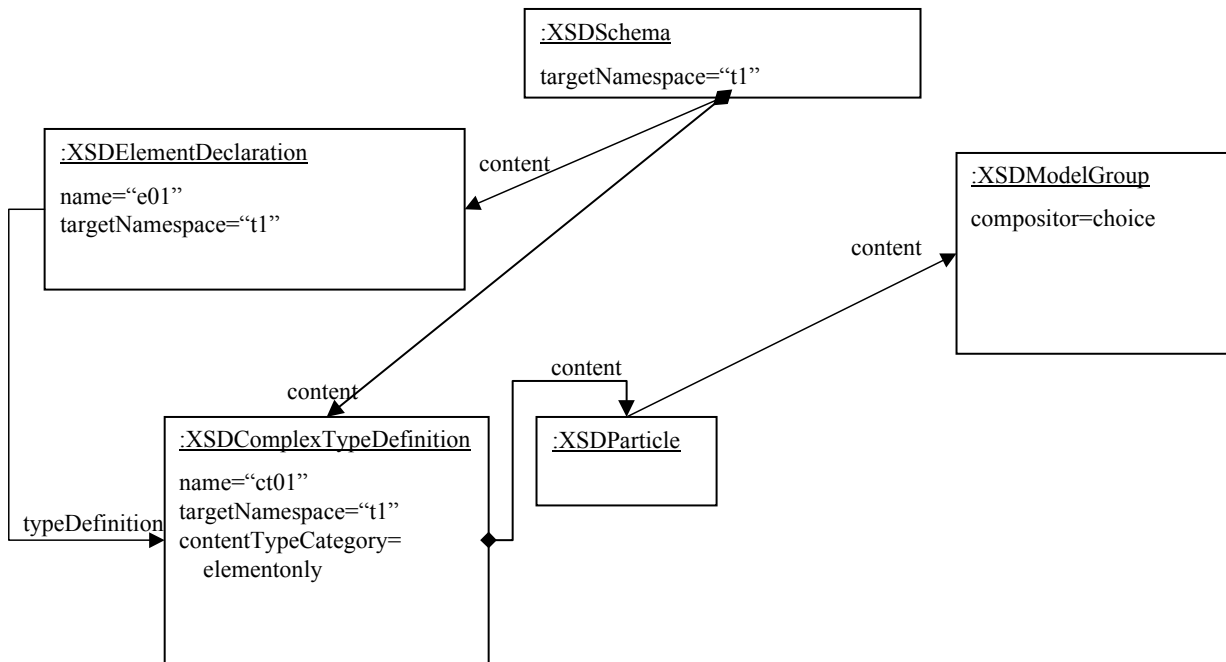 :XSDSchema
targetNamespace=“t1”
:XSDElementDeclaration
name=“e01”
targetNamespace=“t1”
content
:XSDModelGroup
compositor=choice
content
content
content
:XSDComplexTypeDefinition
name=“ct01”
targetNamespace=“t1”
contentTypeCategory=
elementonly
:XSDParticle
typeDefinition